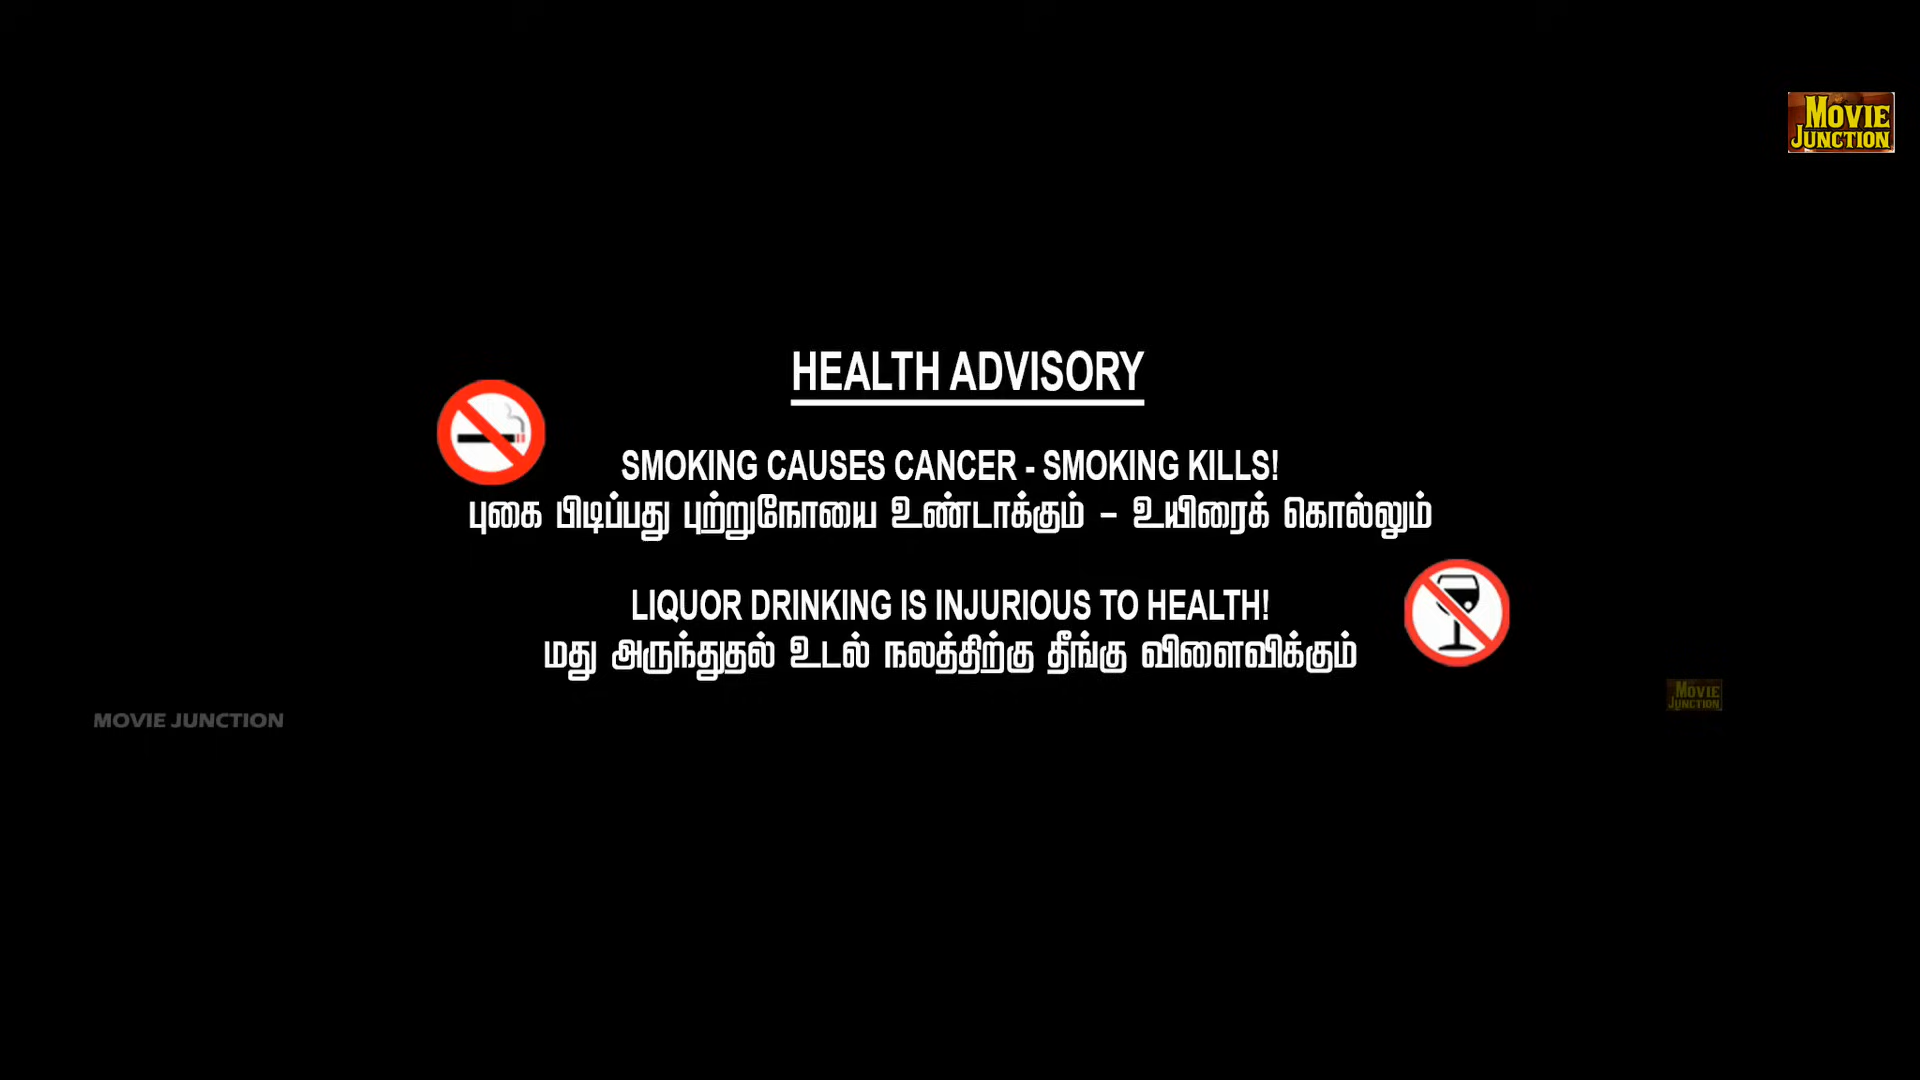 MOVIE
JUNCTION
HEALTH ADVISORY
SMOKING CAUSES CANCER - SMOKING KILLS!
புகை பிடிப்பது புற்றுநோயை உண்டாக்கும் – உயிரைக் கொல்லும்
LIQUOR DRINKING IS INJURIOUS TO HEALTH!
மது அருந்துதல் உடல் நலத்திற்கு தீங்கு விளைவிக்கும்
MOVIE
JUNCTION
MOVIE JUNCTION